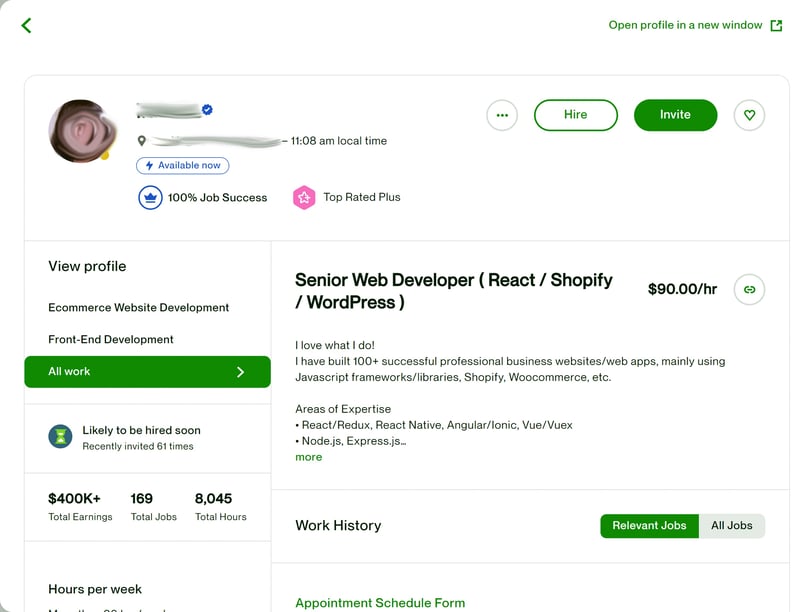 Open profile in a new window
– 11:08 am local time
Hire
Invite
Available now
100% Job Success
Top Rated Plus
View profile
Ecommerce Website Development
Front-End Development
All work
Likely to be hired soon
Recently invited 61 times
$400K+
169
8,045
Total Earnings
Total Jobs
Total Hours
Hours per week
Senior Web Developer ( React / Shopify
/ WordPress )
$90.00/hr
I love what I do!
I have built 100+ successful professional business websites/web apps, mainly using
Javascript frameworks/libraries, Shopify, Woocommerce, etc.
Areas of Expertise
• React/Redux, React Native, Angular/Ionic, Vue/Vuex
• Node.js, Express.js…
more
Work History
Relevant Jobs
All Jobs
Appointment Schedule Form